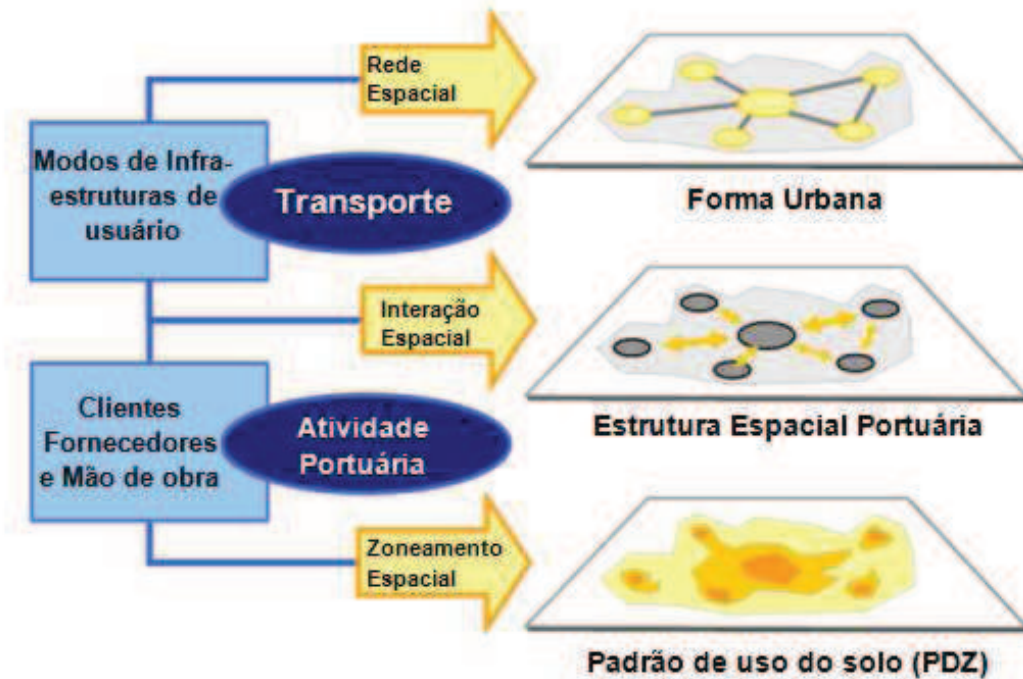 Rede
Espacial
Modos de Infra-
estruturas de
usuário
Transporte
Forma Urbana
Interação
Espacial
Clientes
Fornecedores
e Mão de obra
Atividade
Portuária
Estrutura Espacial Portuária
Zoneamento
Espacial
Padrão de uso do solo (PDZ)